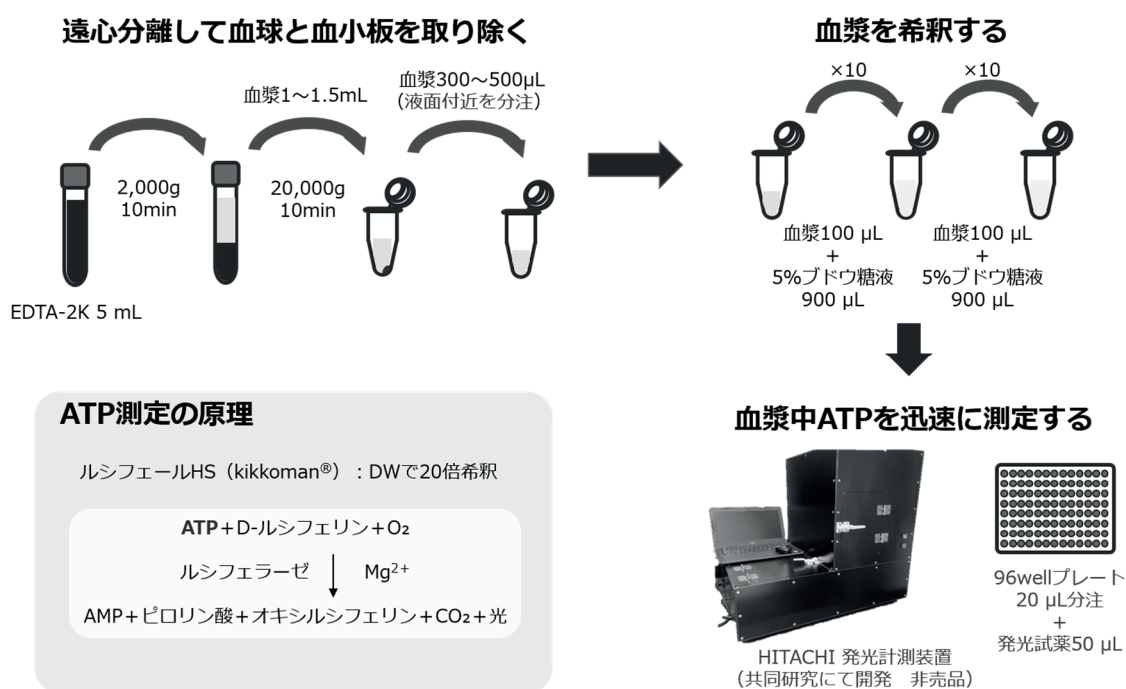 遠心分離して血球と血小板を取り除く
血漿1～1.5mL
血漿300～500μL
（液面付近を分注）
2,000g
10min
20,000g
10min
EDTA-2K 5 mL
血漿を希釈する
×10
×10
血漿100 μL
+
5%ブドウ糖液
900 μL
血漿100 μL
+
5%ブドウ糖液
900 μL
ATP測定の原理
ルシフェールHS（kikkoman®）：DWで20倍希釈
ATP＋D-ルシフェリン＋O₂
ルシフェラーゼ Mg²⁺
AMP＋ピロリン酸＋オキシルシフェリン＋CO₂＋光
血漿中ATPを迅速に測定する
96wellプレート
20 μL分注
+
発光試薬50 μL
HITACHI 発光計測装置
（共同研究にて開発　非売品）